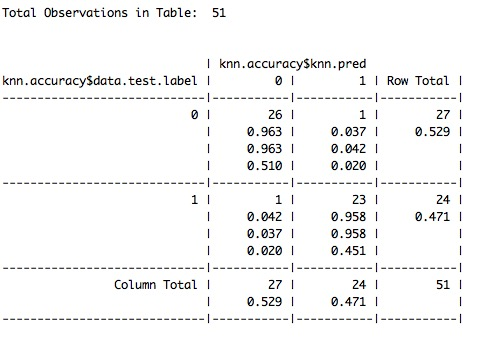 Total Observations in Table:  51
                          | knn.accuracy$knn.pred
knn.accuracy$data.test.label |         0 |         1 | Row Total |
-----------------------------|-----------|-----------|-----------|
                           0 |        26 |         1 |        27 |
                             |     0.963 |     0.037 |     0.529 |
                             |     0.963 |     0.042 |           |
                             |     0.510 |     0.020 |           |
-----------------------------|-----------|-----------|-----------|
                           1 |         1 |        23 |        24 |
                             |     0.042 |     0.958 |     0.471 |
                             |     0.037 |     0.958 |           |
                             |     0.020 |     0.451 |           |
-----------------------------|-----------|-----------|-----------|
                Column Total |        27 |        24 |        51 |
                             |     0.529 |     0.471 |           |
-----------------------------|-----------|-----------|-----------|